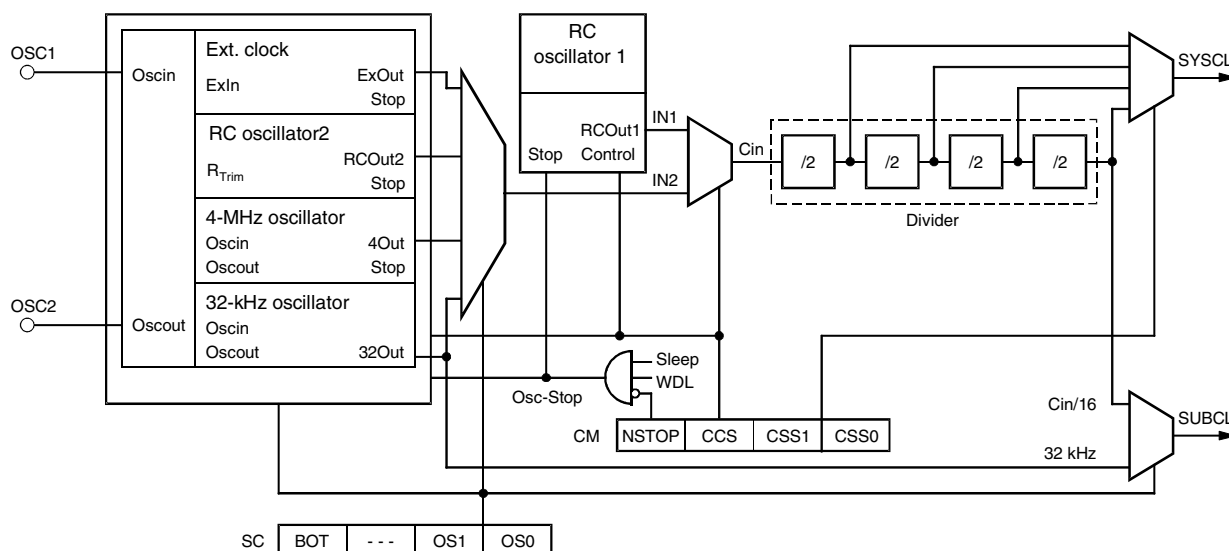 OSC1
OSC2
Oscin
Oscout
Ext. clock
ExIn
ExOut
Stop
RC oscillator2
RTrim
RCOut2
Stop
4-MHz oscillator
Oscin
Oscout
4Out
Stop
32-kHz oscillator
Oscin
Oscout
32Out
RC
oscillator 1
RCOut1
Stop Control
IN1
IN2
Cin
/2 /2 /2 /2
Divider
SYSCL
Sleep
WDL
Osc-Stop
CM NSTOP CCS CSS1 CSS0
Cin/16
32 kHz
SUBCL
SC BOT - - - OS1 OS0